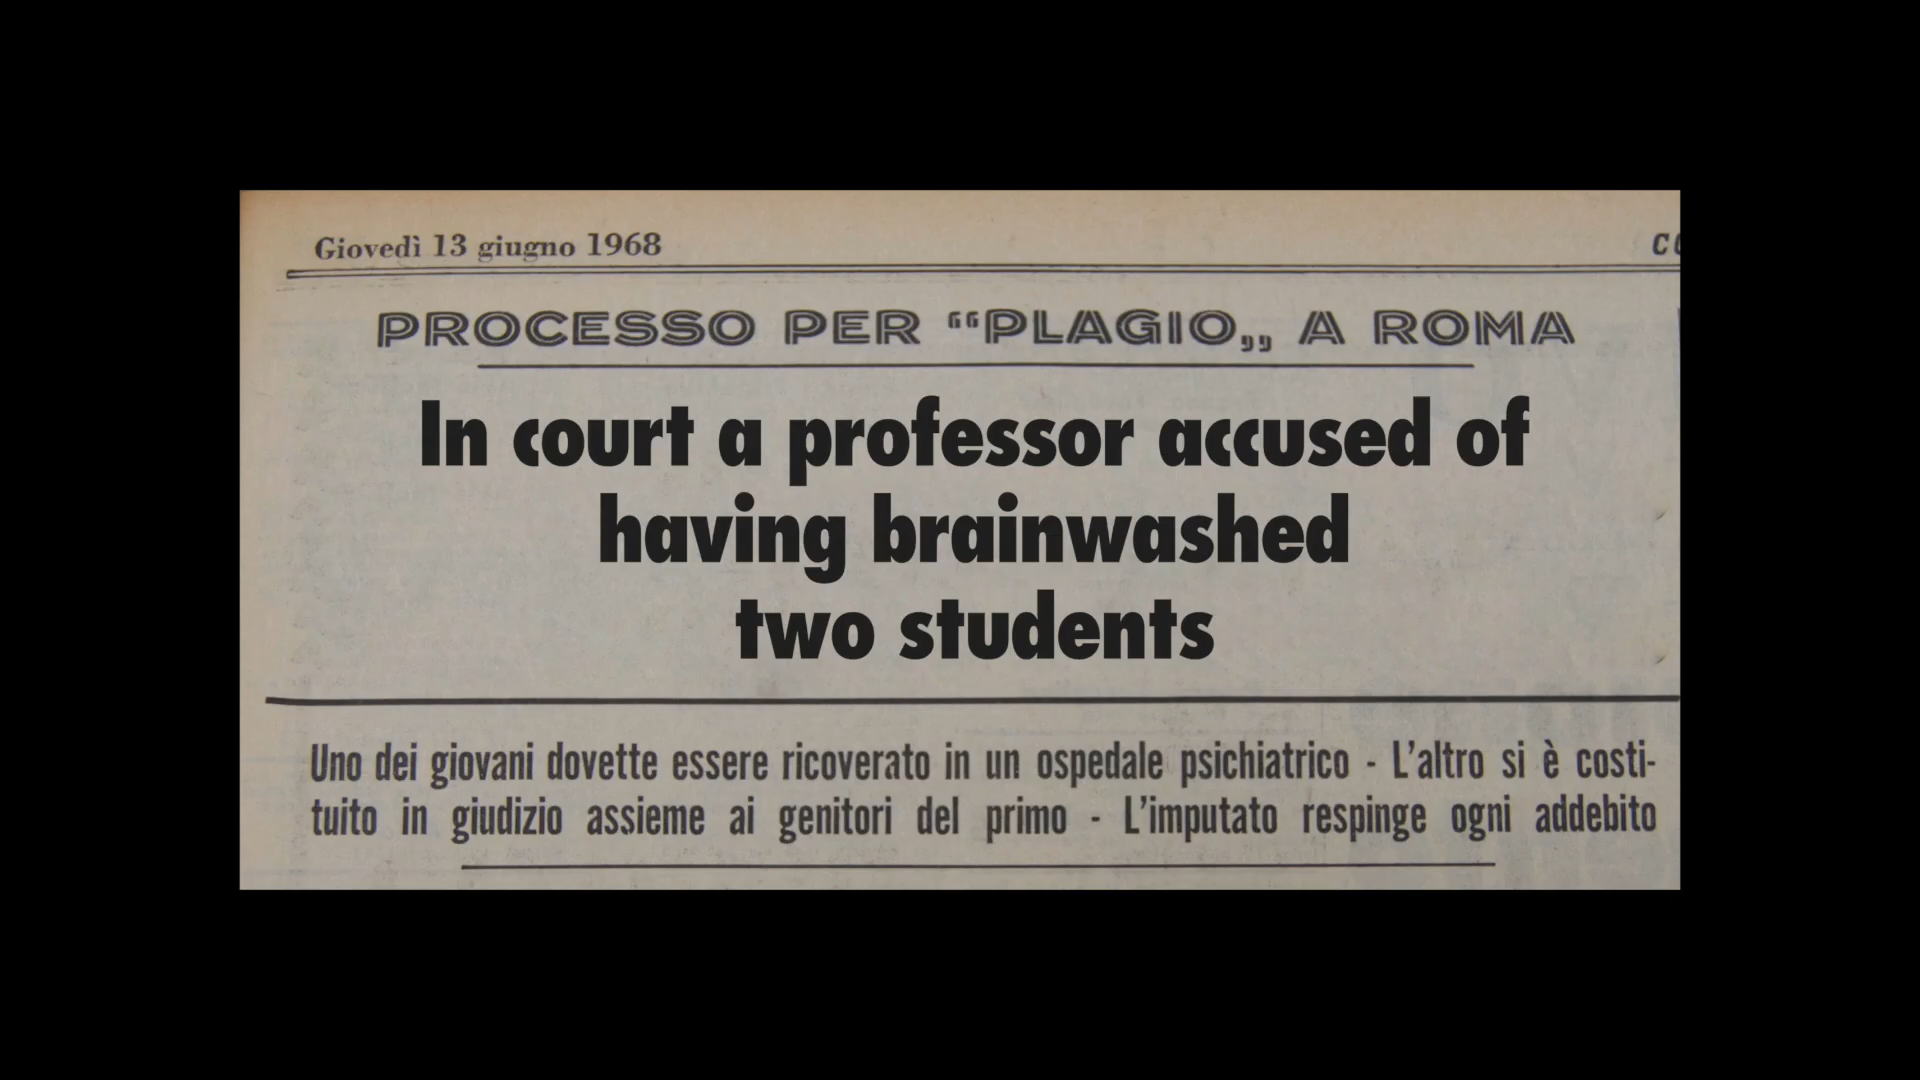 Giovedì 13 giugno 1968
PROCESSO PER “PLAGIO„ A ROMA
In court a professor accused of
having brainwashed
two students
Uno dei giovani dovette essere ricoverato in un ospedale psichiatrico - L’altro si è costi-
tuito in giudizio assieme ai genitori del primo - L’imputato respinge ogni addebito